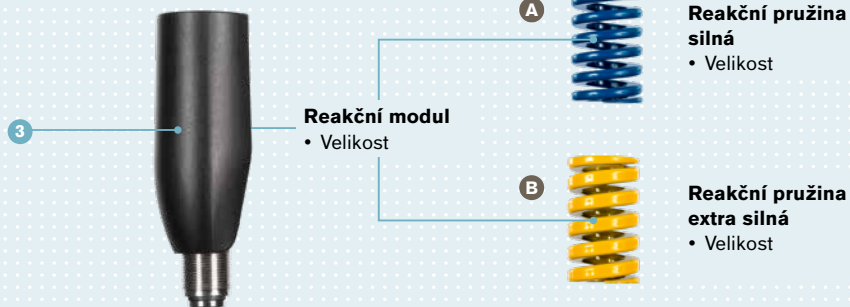 A
Reakční pružina
silná
• Velikost
3
Reakční modul
• Velikost
B
Reakční pružina
extra silná
• Velikost